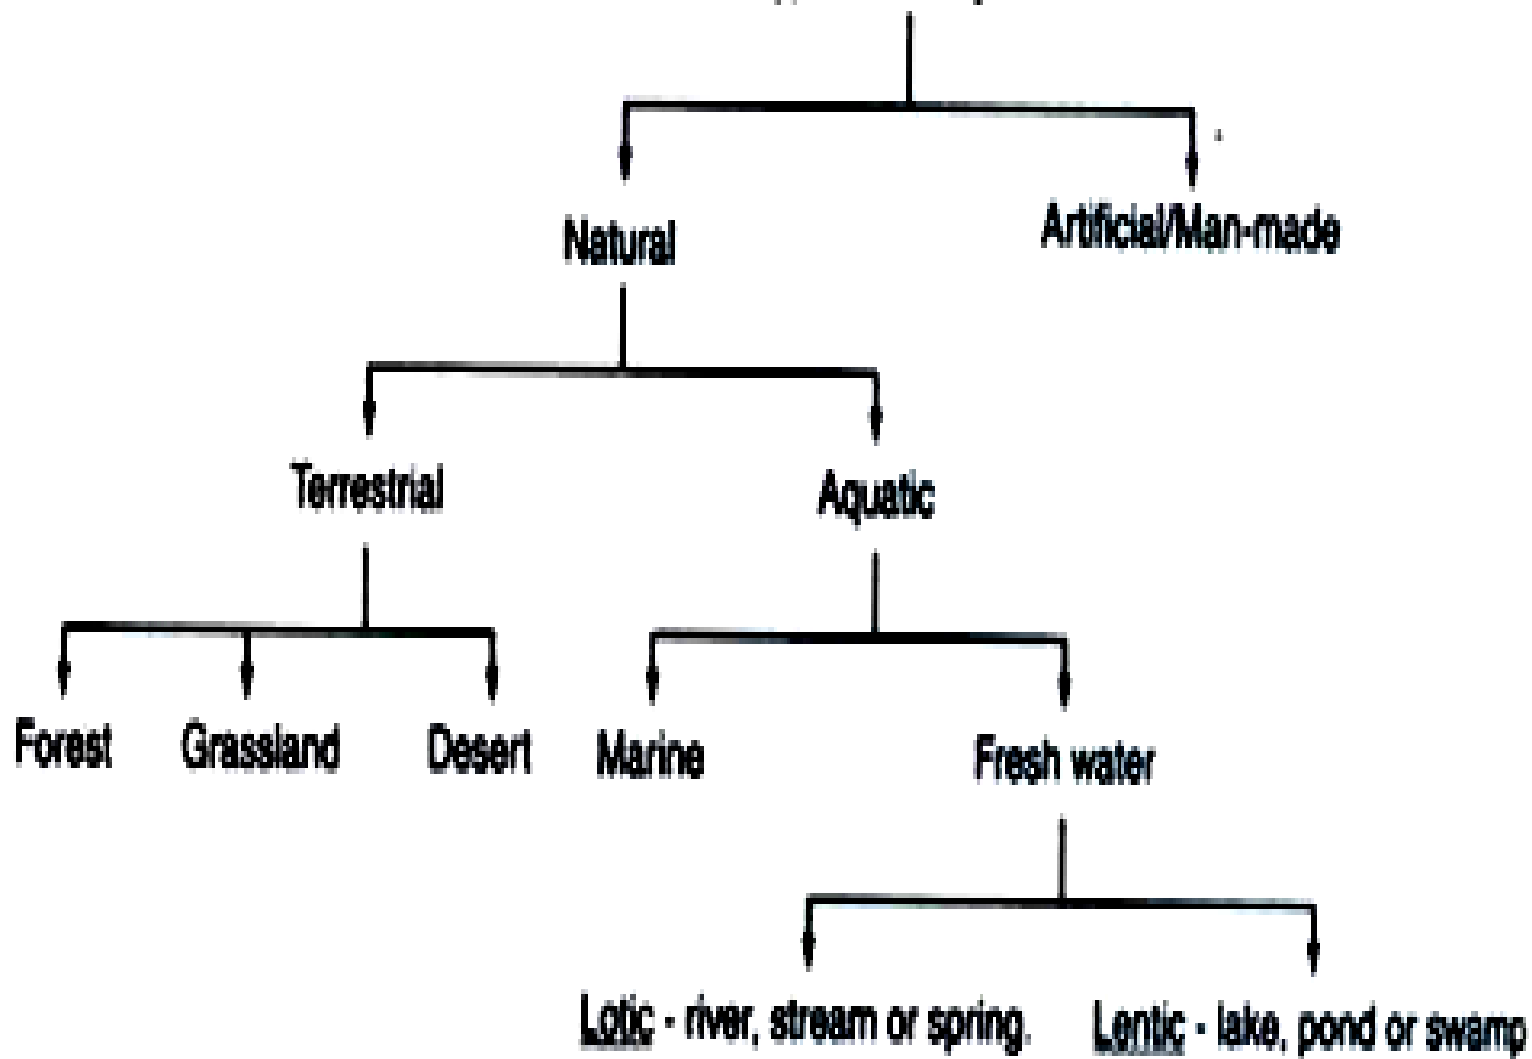 Natural
Artificial/Man-made
Terrestrial
Aquatic
Forest
Grassland
Desert
Marine
Fresh water
Lotic - river, stream or spring.
Lentic - lake, pond or swamp